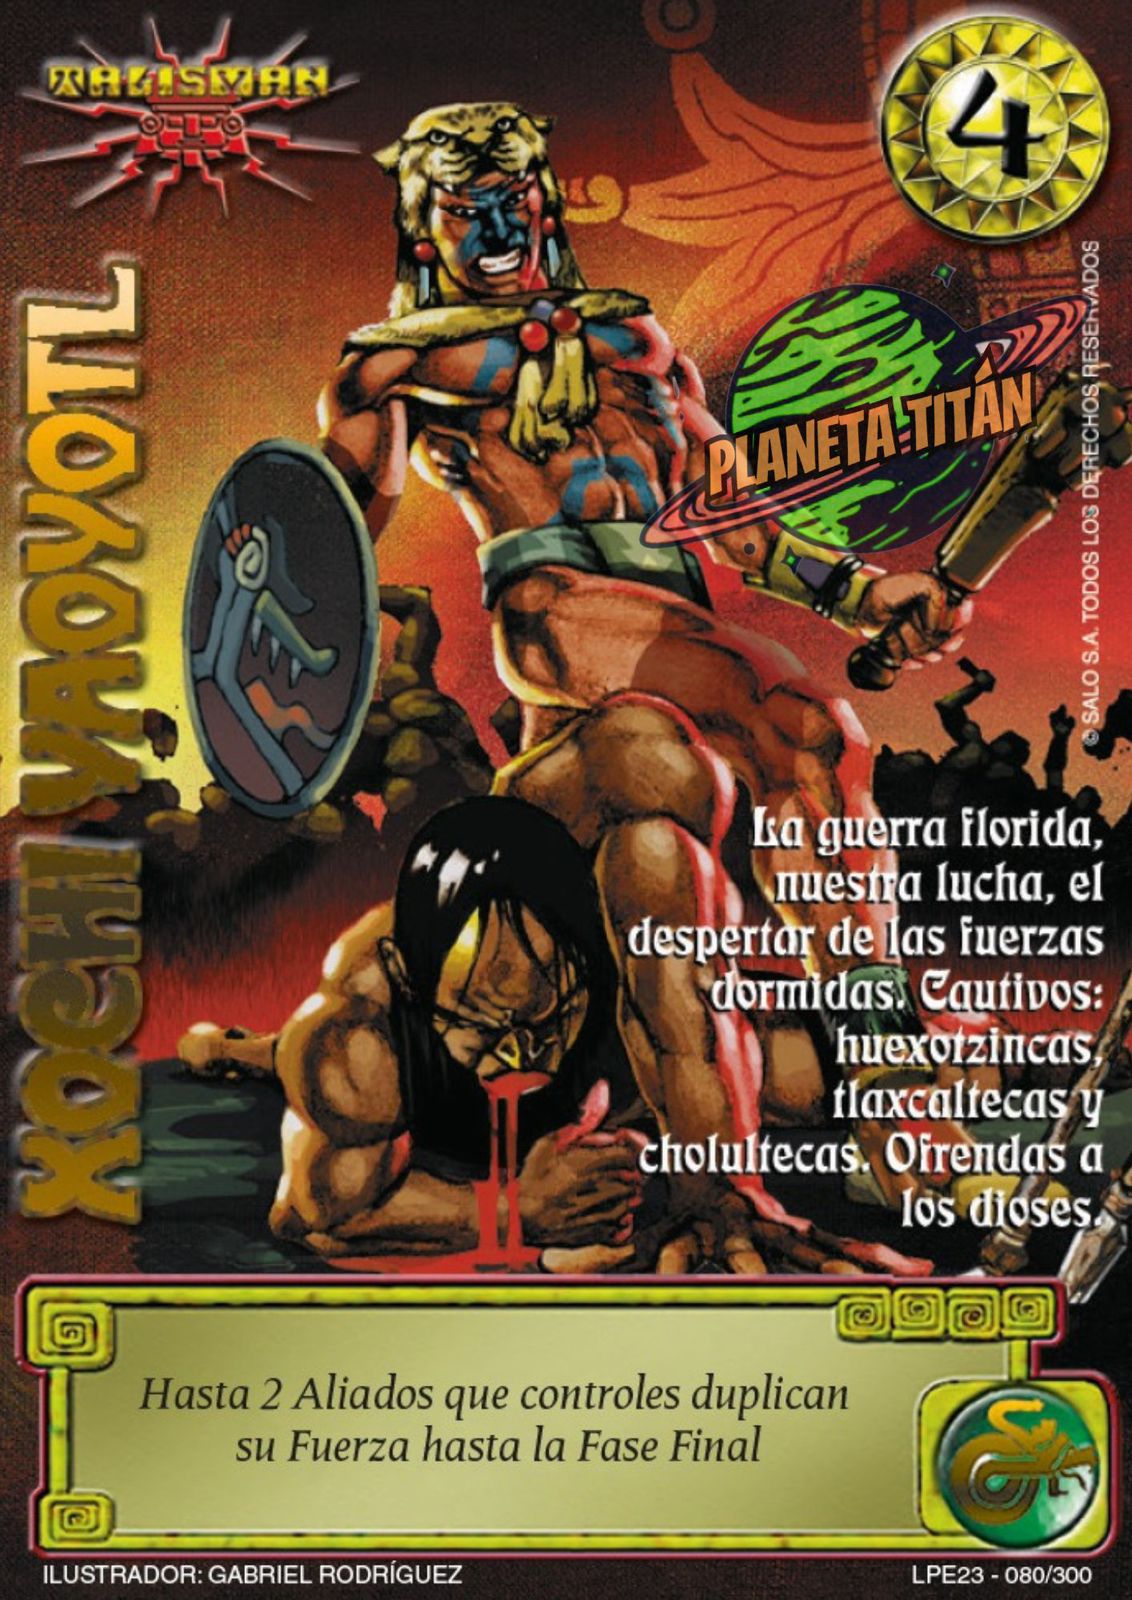 TALISMAN
4
XOCHI YAOYOTL
PLANETA TITÁN
© SALO S.A. TODOS LOS DERECHOS RESERVADOS
La guerra florida,
nuestra lucha, el
despertar de las fuerzas
dormidas. Cautivos:
huexotzincas,
tlaxcaltecas y
cholultecas. Ofrendas a
los dioses.
Hasta 2 Aliados que controles duplican
su Fuerza hasta la Fase Final
ILUSTRADOR: GABRIEL RODRÍGUEZ
LPE23 - 080/300